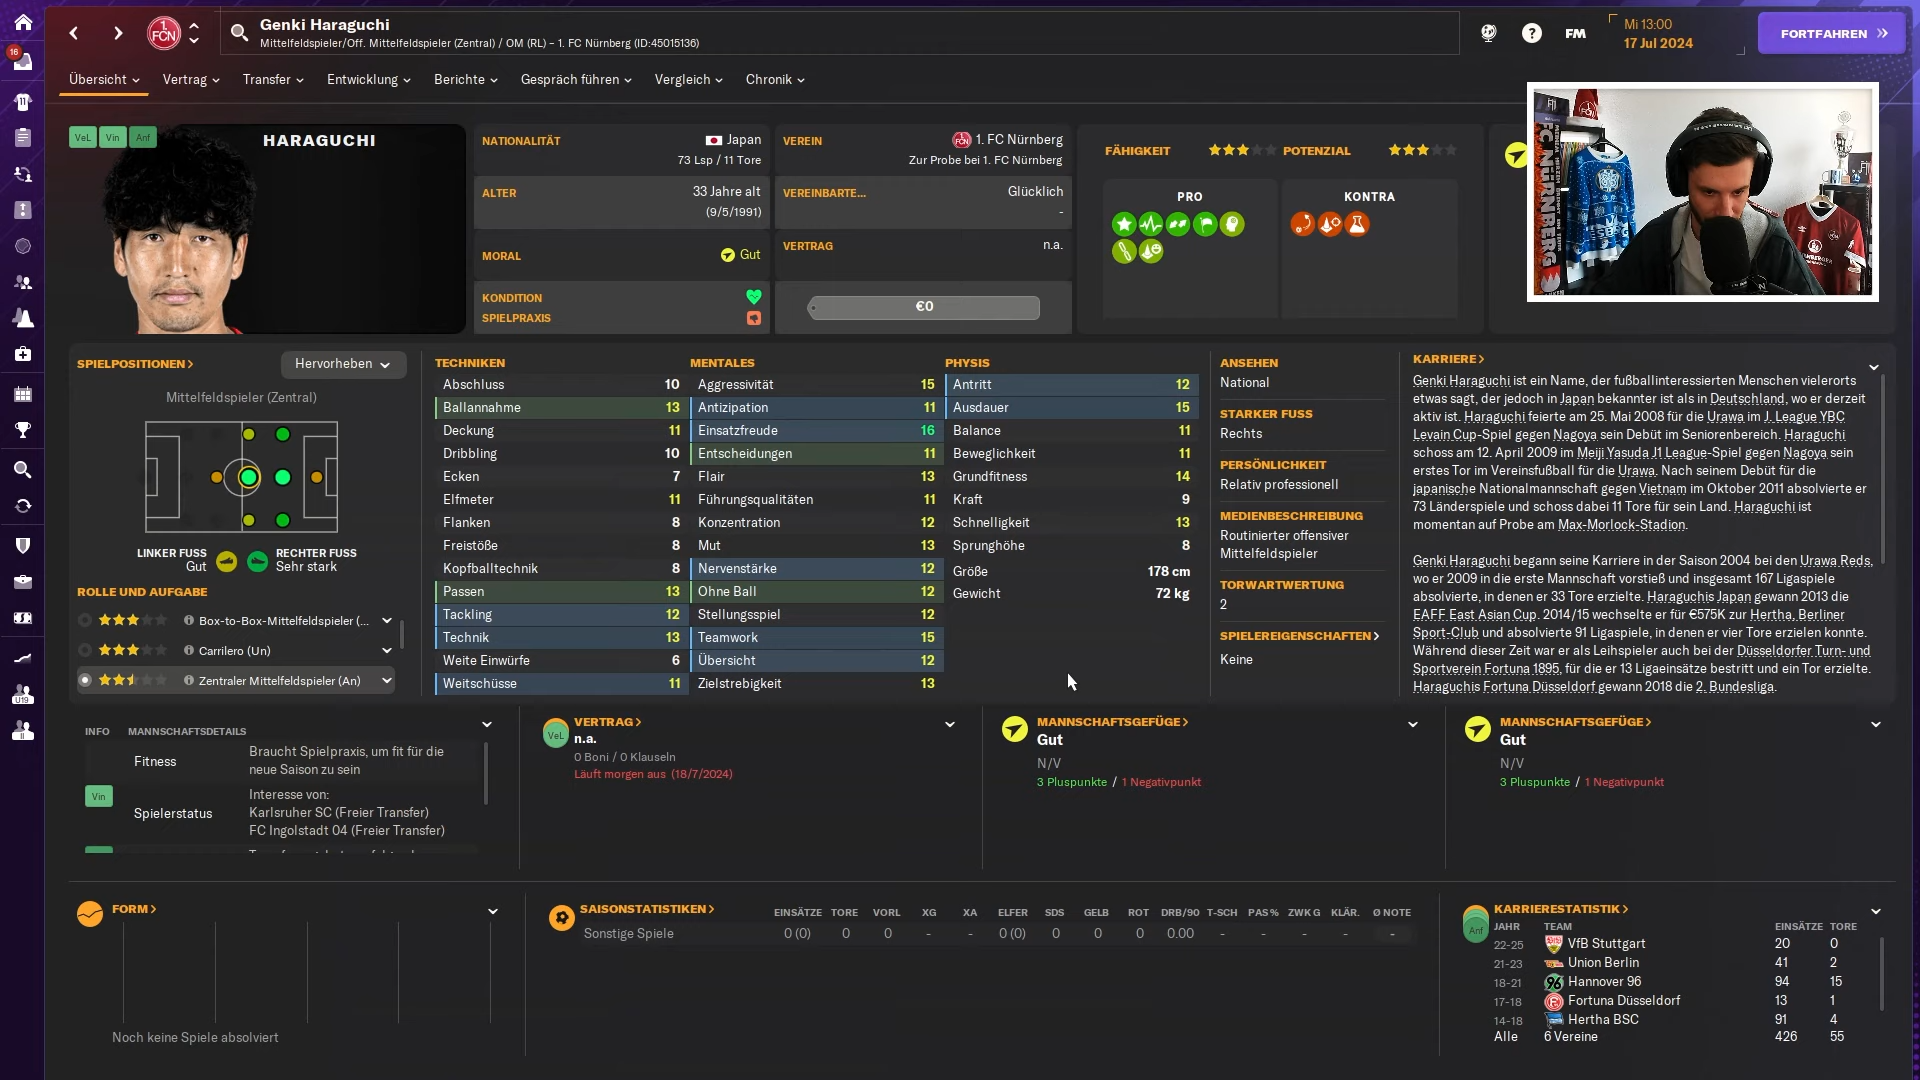 Genki Haraguchi
Mittelfeldspieler/Off. Mittelfeldspieler (Zentral) / OM (RL) - 1. FC Nürnberg (ID:45015136)
FM
Mi 13:00
17 Jul 2024
FORTFAHREN
16
Übersicht
Vertrag
Transfer
Entwicklung
Berichte
Gespräch führen
Vergleich
Chronik
VeL Vin Anf
HARAGUCHI
NATIONALITÄT
Japan
73 Lsp / 11 Tore
ALTER
33 Jahre alt
(9/5/1991)
MORAL
Gut
KONDITION
SPIELPRAXIS
VEREIN
1. FC Nürnberg
Zur Probe bei 1. FC Nürnberg
VEREINBARTE...
Glücklich
-
VERTRAG
n.a.
€0
FÄHIGKEIT
POTENZIAL
PRO
KONTRA
FC NÜRNBERG
SPIELPOSITIONEN
Hervorheben
Mittelfeldspieler (Zentral)
LINKER FUSS
Gut
RECHTER FUSS
Sehr stark
ROLLE UND AUFGABE
Box-to-Box-Mittelfeldspieler (...
Carrilero (Un)
Zentraler Mittelfeldspieler (An)
TECHNIKEN
Abschluss 10
Ballannahme 13
Deckung 11
Dribbling 10
Ecken 7
Elfmeter 11
Flanken 8
Freistöße 8
Kopfballtechnik 8
Passen 13
Tackling 12
Technik 13
Weite Einwürfe 6
Weitschüsse 11
MENTALES
Aggressivität 15
Antizipation 11
Einsatzfreude 16
Entscheidungen 11
Flair 13
Führungsqualitäten 11
Konzentration 12
Mut 13
Nervenstärke 12
Ohne Ball 12
Stellungsspiel 12
Teamwork 15
Übersicht 12
Zielstrebigkeit 13
PHYSIS
Antritt 12
Ausdauer 15
Balance 11
Beweglichkeit 11
Grundfitness 14
Kraft 9
Schnelligkeit 13
Sprunghöhe 8
Größe 178 cm
Gewicht 72 kg
ANSEHEN
National
STARKER FUSS
Rechts
PERSÖNLICHKEIT
Relativ professionell
MEDIENBESCHREIBUNG
Routinierter offensiver
Mittelfeldspieler
TORWARTWERTUNG
2
SPIELEREIGENSCHAFTEN
Keine
KARRIERE
Genki Haraguchi ist ein Name, der fußballinteressierten Menschen vielerorts
etwas sagt, der jedoch in Japan bekannter ist als in Deutschland, wo er derzeit
aktiv ist. Haraguchi feierte am 25. Mai 2008 für die Urawa im J. League YBC
Levain Cup-Spiel gegen Nagoya sein Debüt im Seniorenbereich. Haraguchi
schoss am 12. April 2009 im Meiji Yasuda J1 League-Spiel gegen Nagoya sein
erstes Tor im Vereinsfußball für die Urawa. Nach seinem Debüt für die
japanische Nationalmannschaft gegen Vietnam im Oktober 2011 absolvierte er
73 Länderspiele und schoss dabei 11 Tore für sein Land. Haraguchi ist
momentan auf Probe am Max-Morlock-Stadion.
Genki Haraguchi begann seine Karriere in der Saison 2004 bei den Urawa Reds,
wo er 2009 in die erste Mannschaft vorstieß und insgesamt 167 Ligaspiele
absolvierte, in denen er 33 Tore erzielte. Haraguchis Japan gewann 2013 die
EAFF East Asian Cup. 2014/15 wechselte er für €575K zur Hertha, Berliner
Sport-Club und absolvierte 91 Ligaspiele, in denen er vier Tore erzielen konnte.
Während dieser Zeit war er als Leihspieler auch bei der Düsseldorfer Turn- und
Sportverein Fortuna 1895, für die er 13 Ligaeinsätze bestritt und ein Tor erzielte.
Haraguchis Fortuna Düsseldorf gewann 2018 die 2. Bundesliga.
INFO MANNSCHAFTSDETAILS
Fitness
Braucht Spielpraxis, um fit für die
neue Saison zu sein
Vin
Spielerstatus
Interesse von:
Karlsruher SC (Freier Transfer)
FC Ingolstadt 04 (Freier Transfer)
VeL
VERTRAG
n.a.
0 Boni / 0 Klauseln
Läuft morgen aus (18/7/2024)
MANNSCHAFTSGEFÜGE
Gut
N/V
3 Pluspunkte / 1 Negativpunkt
MANNSCHAFTSGEFÜGE
Gut
N/V
3 Pluspunkte / 1 Negativpunkt
U19
II
FORM
Noch keine Spiele absolviert
SAISONSTATISTIKEN
EINSÄTZE TORE VORL XG XA ELFER SDS GELB ROT DRB/90 T-SCH PAS% ZWK G KLÄR. Ø NOTE
Sonstige Spiele 0 (0) 0 0 - - 0 (0) 0 0 0 0.00 - - - - -
KARRIERESTATISTIK
Anf
JAHR TEAM EINSÄTZE TORE
22-25 VfB Stuttgart 20 0
21-23 Union Berlin 41 2
18-21 Hannover 96 94 15
17-18 Fortuna Düsseldorf 13 1
14-18 Hertha BSC 91 4
Alle 6 Vereine 426 55